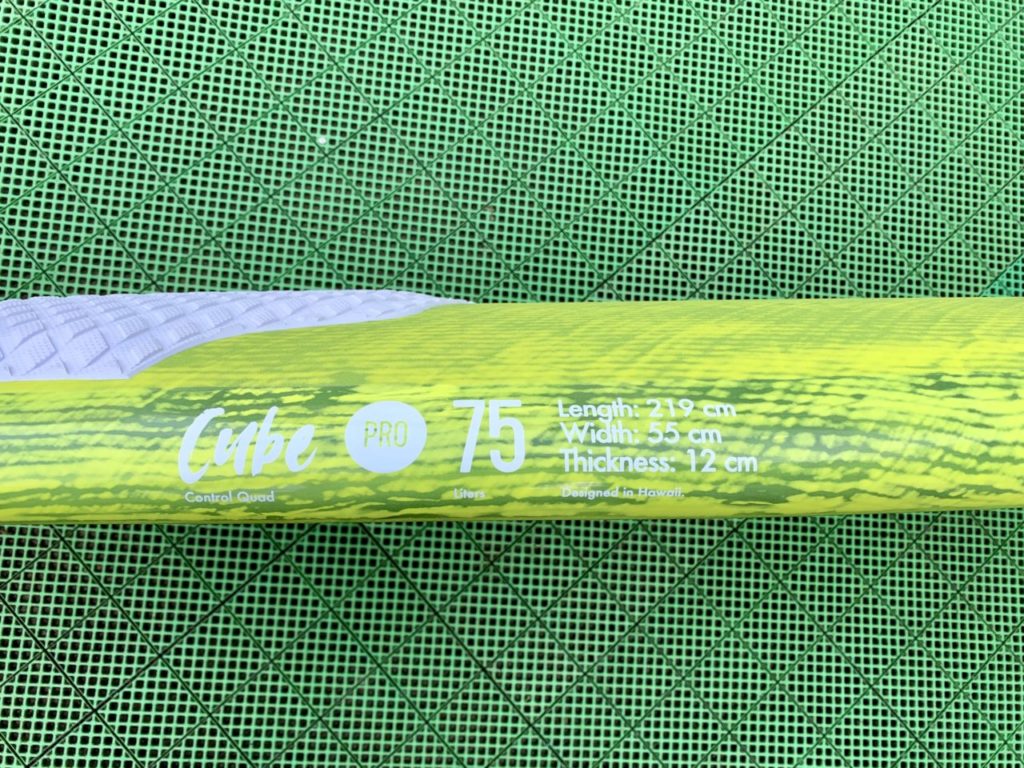 Cube PRO 75
Control Quad
Liters
Length: 219 cm
Width: 55 cm
Thickness: 12 cm
Designed in Hawaii.